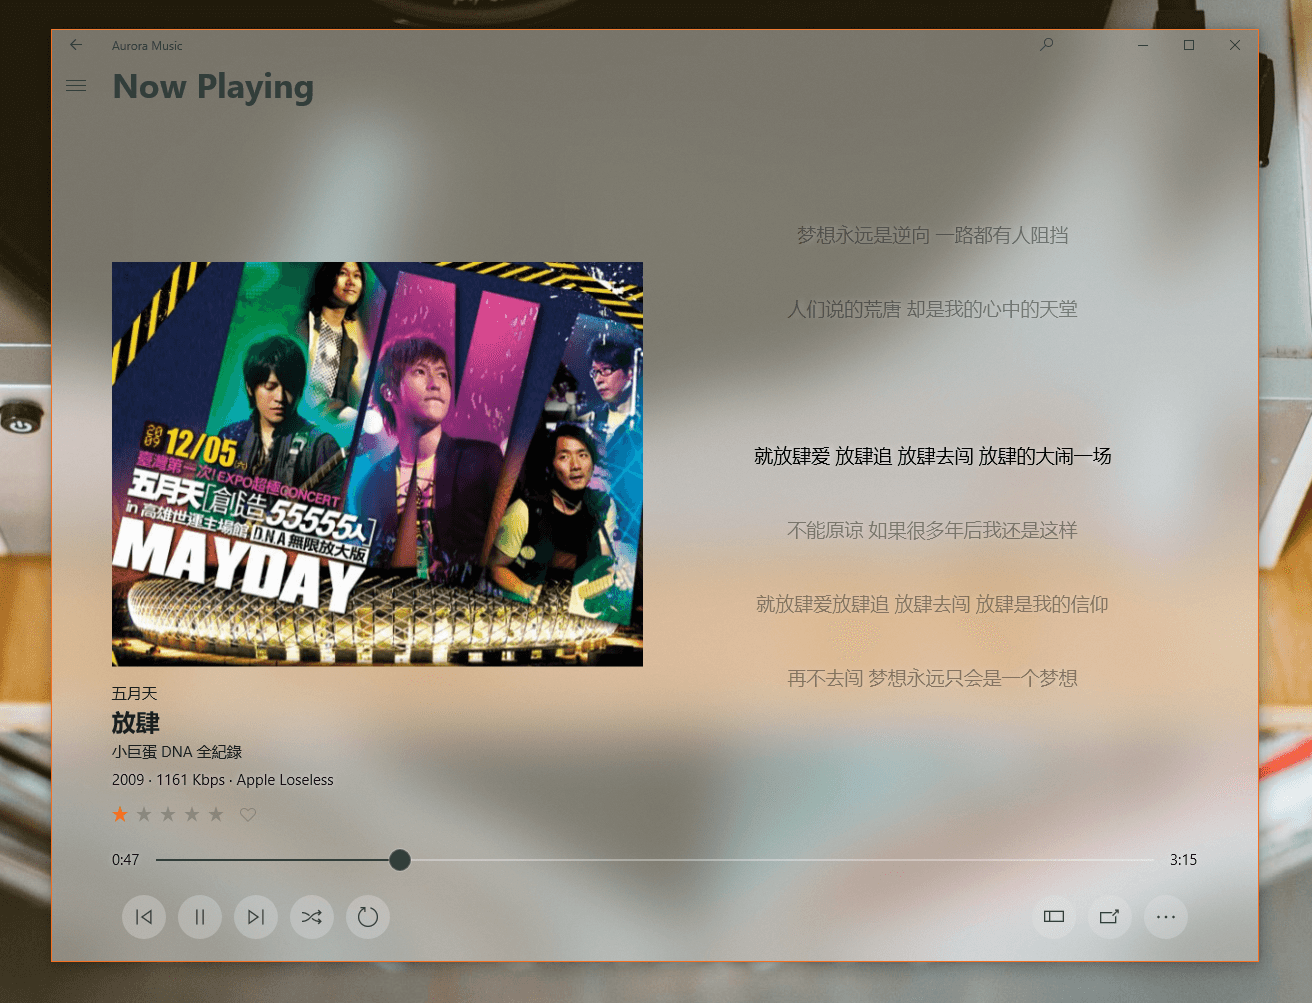 Aurora Music
Now Playing
梦想永远是逆向 一路都有人阻挡
人们说的荒唐 却是我的心中的天堂
就放肆爱 放肆追 放肆去闯 放肆的大闹一场
不能原谅 如果很多年后我还是这样
就放肆爱放肆追 放肆去闯 放肆是我的信仰
再不去闯 梦想永远只会是一个梦想
2009 12/05(六)
臺灣第一次! EXPO超極CONCERT
五月天[創造55555人]
in 高雄世運主場館 D.N.A 無限放大版
MAYDAY
五月天
放肆
小巨蛋 DNA 全紀錄
2009 · 1161 Kbps · Apple Loseless
0:47
3:15